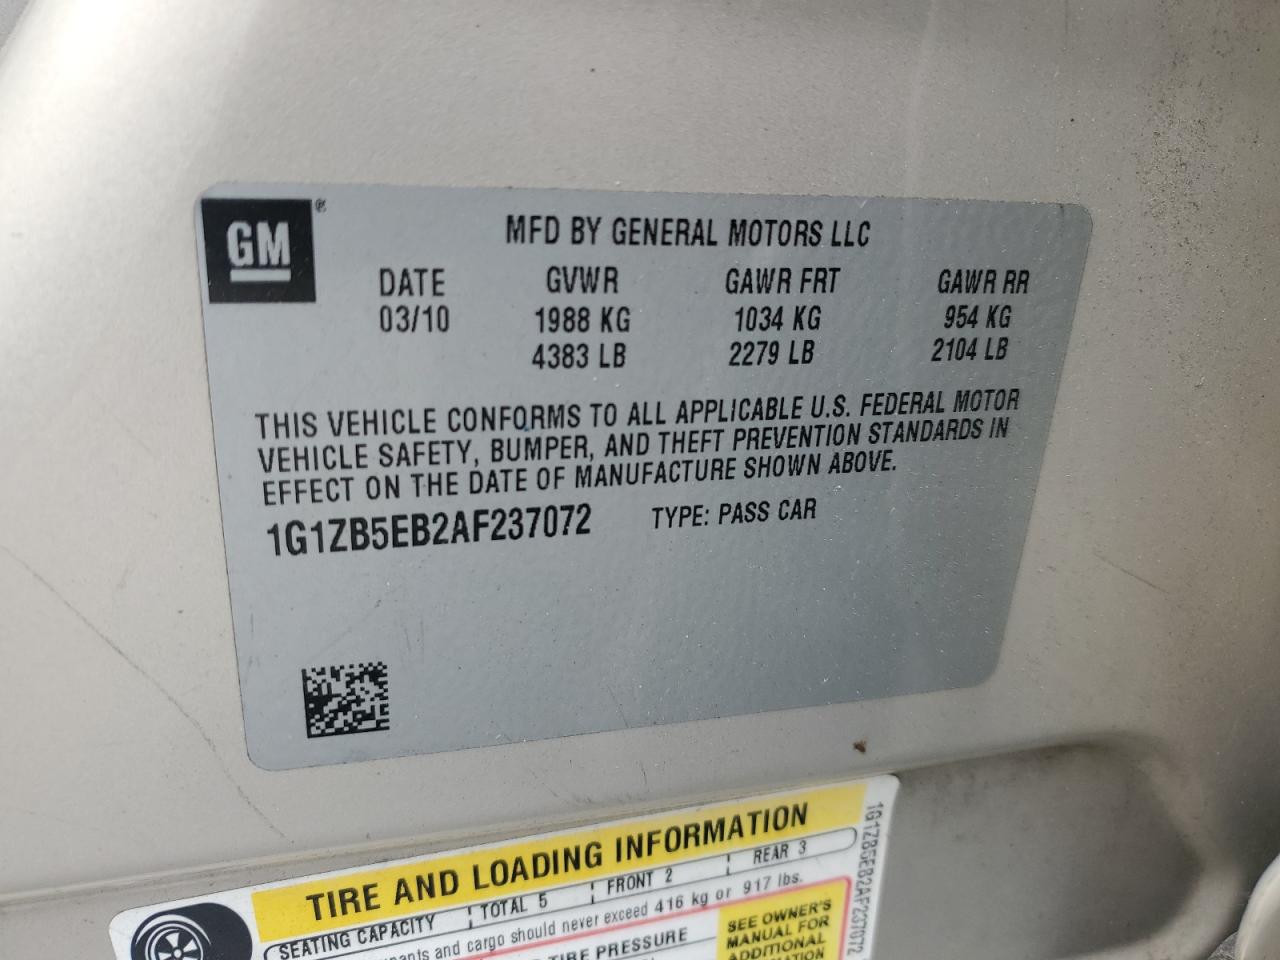 GM®
MFD BY GENERAL MOTORS LLC
DATE GVWR GAWR FRT GAWR RR
03/10 1988 KG 1034 KG 954 KG
4383 LB 2279 LB 2104 LB
THIS VEHICLE CONFORMS TO ALL APPLICABLE U.S. FEDERAL MOTOR
VEHICLE SAFETY, BUMPER, AND THEFT PREVENTION STANDARDS IN
EFFECT ON THE DATE OF MANUFACTURE SHOWN ABOVE.
1G1ZB5EB2AF237072 TYPE: PASS CAR
TIRE AND LOADING INFORMATION
SEATING CAPACITY TOTAL 5 FRONT 2 REAR 3
and cargo should never exceed 416 kg or 917 lbs.
TIRE PRESSURE
SEE OWNER'S
MANUAL FOR
ADDITIONAL
1G1ZB5EB2AF237072